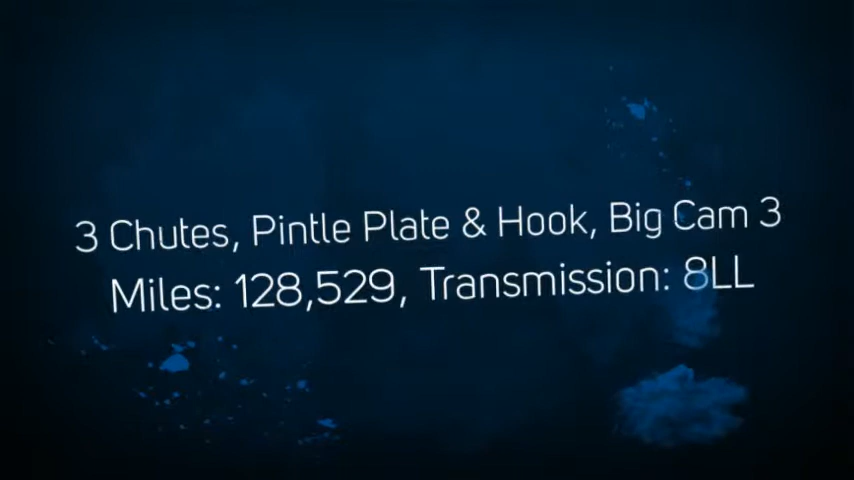 3 Chutes, Pintle Plate & Hook, Big Cam 3
Miles: 128,529, Transmission: 8LL